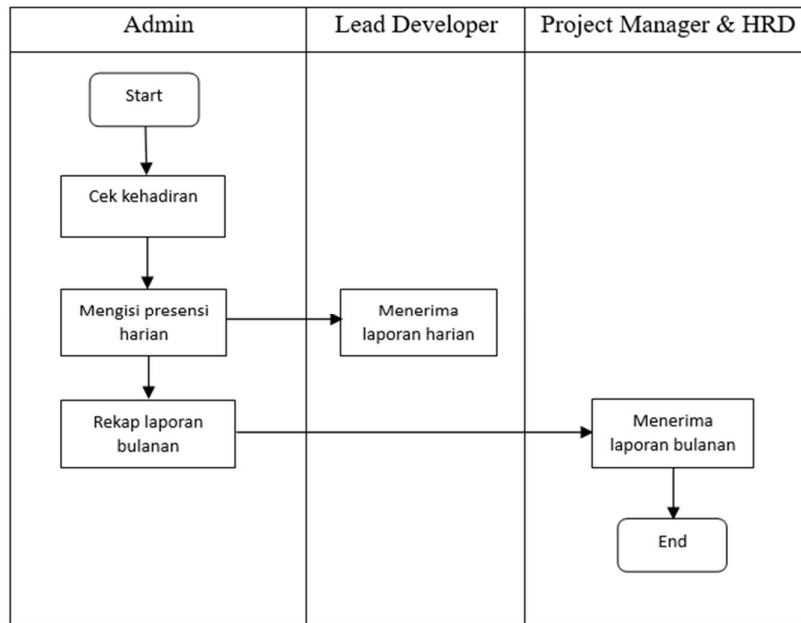 Admin
Lead Developer
Project Manager & HRD
Start
Cek kehadiran
Mengisi presensi
harian
Menerima
laporan harian
Rekap laporan
bulanan
Menerima
laporan bulanan
End